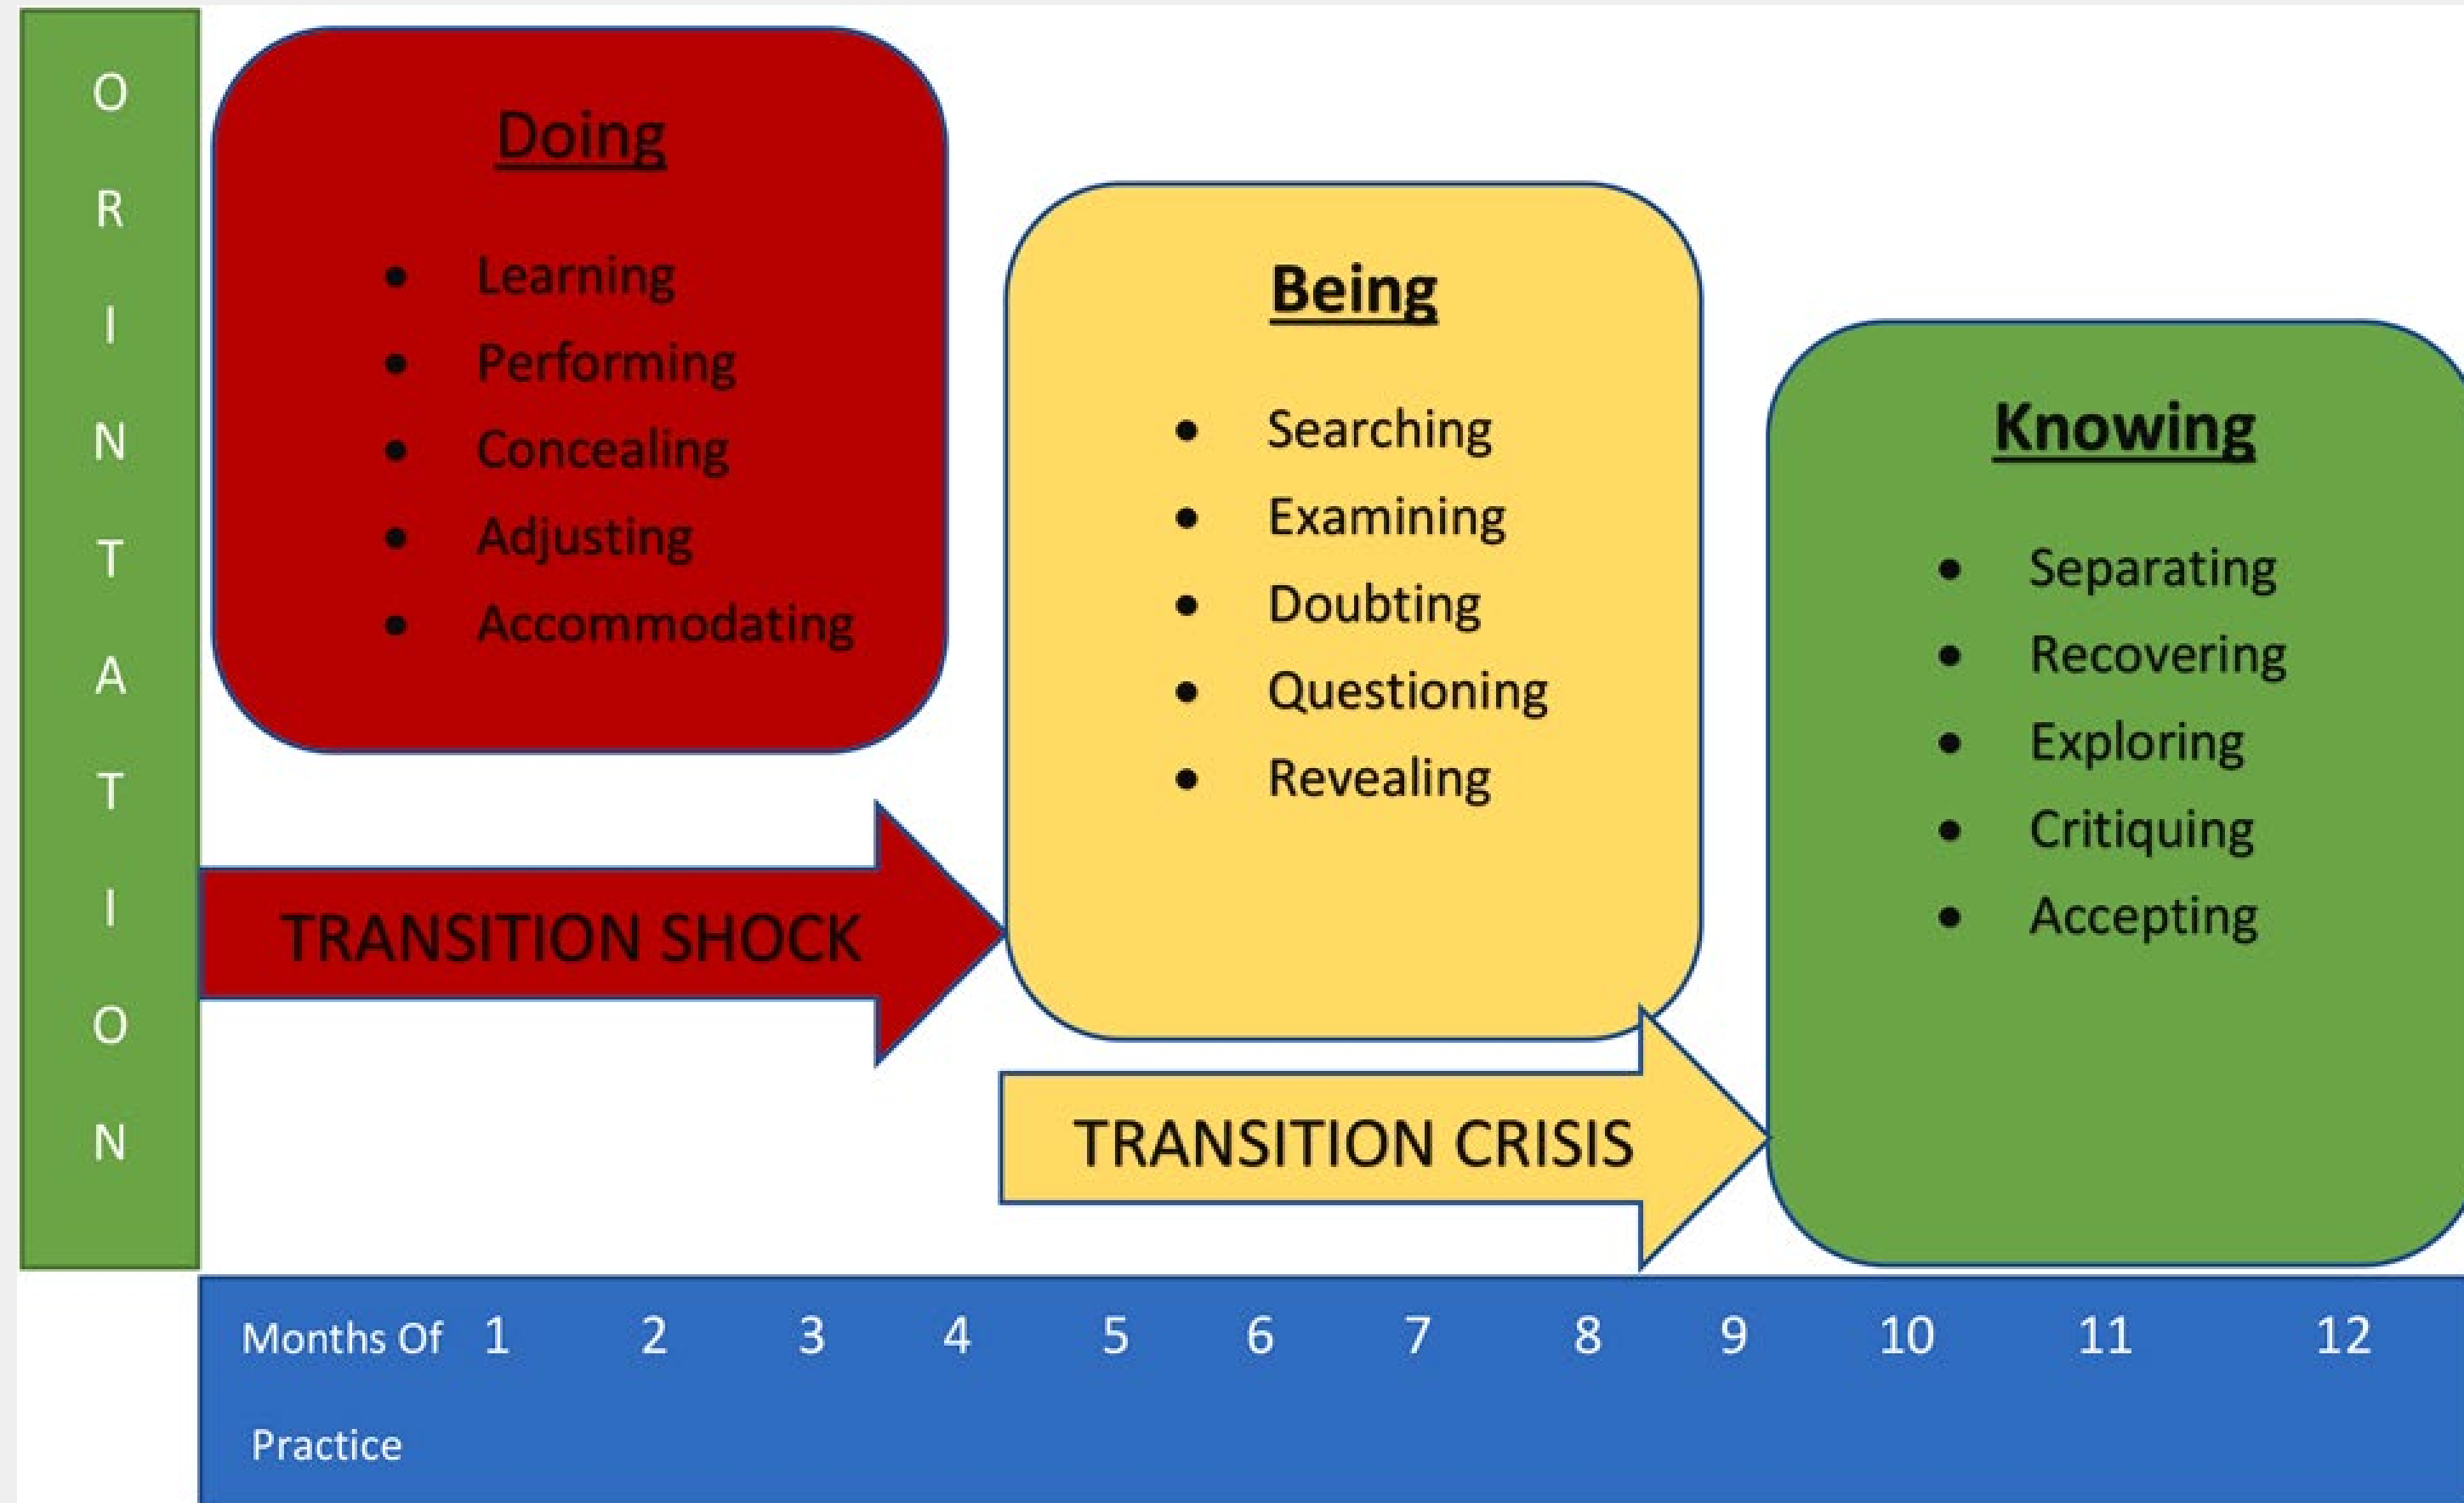 O
R
I
N
T
A
T
I
O
N
Doing
• Learning
• Performing
• Concealing
• Adjusting
• Accommodating
TRANSITION SHOCK
Being
• Searching
• Examining
• Doubting
• Questioning
• Revealing
TRANSITION CRISIS
Knowing
• Separating
• Recovering
• Exploring
• Critiquing
• Accepting
Months Of 1 2 3 4 5 6 7 8 9 10 11 12
Practice